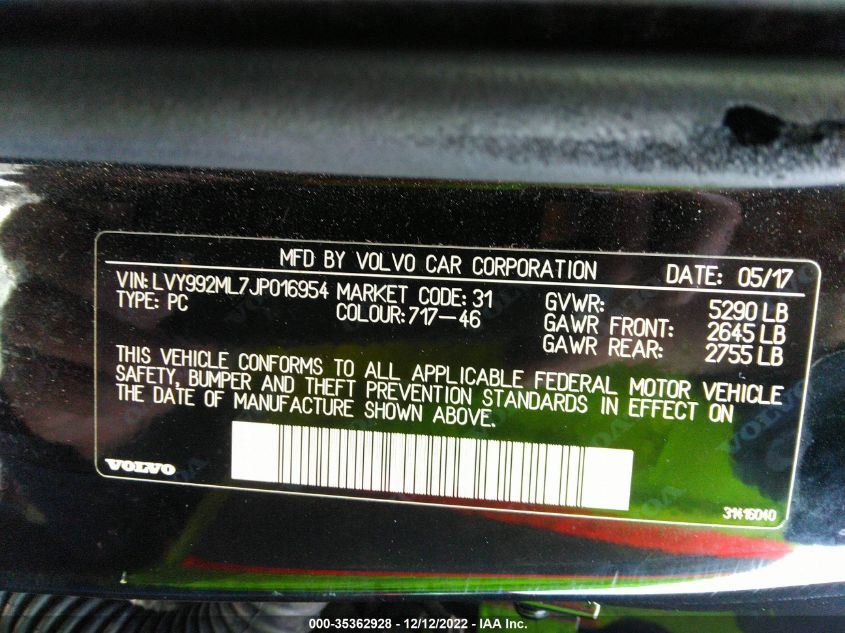 MFD BY VOLVO CAR CORPORATION DATE: 05/17
VIN: LVY992ML7JP016954 MARKET CODE: 31 GVWR: 5290 LB
TYPE: PC COLOUR: 717-46 GAWR FRONT: 2645 LB
GAWR REAR: 2755 LB
THIS VEHICLE CONFORMS TO ALL APPLICABLE FEDERAL MOTOR VEHICLE
SAFETY, BUMPER AND THEFT PREVENTION STANDARDS IN EFFECT ON
THE DATE OF MANUFACTURE SHOWN ABOVE.
VOLVO
31416040
000-35362928 - 12/12/2022 - IAA Inc.